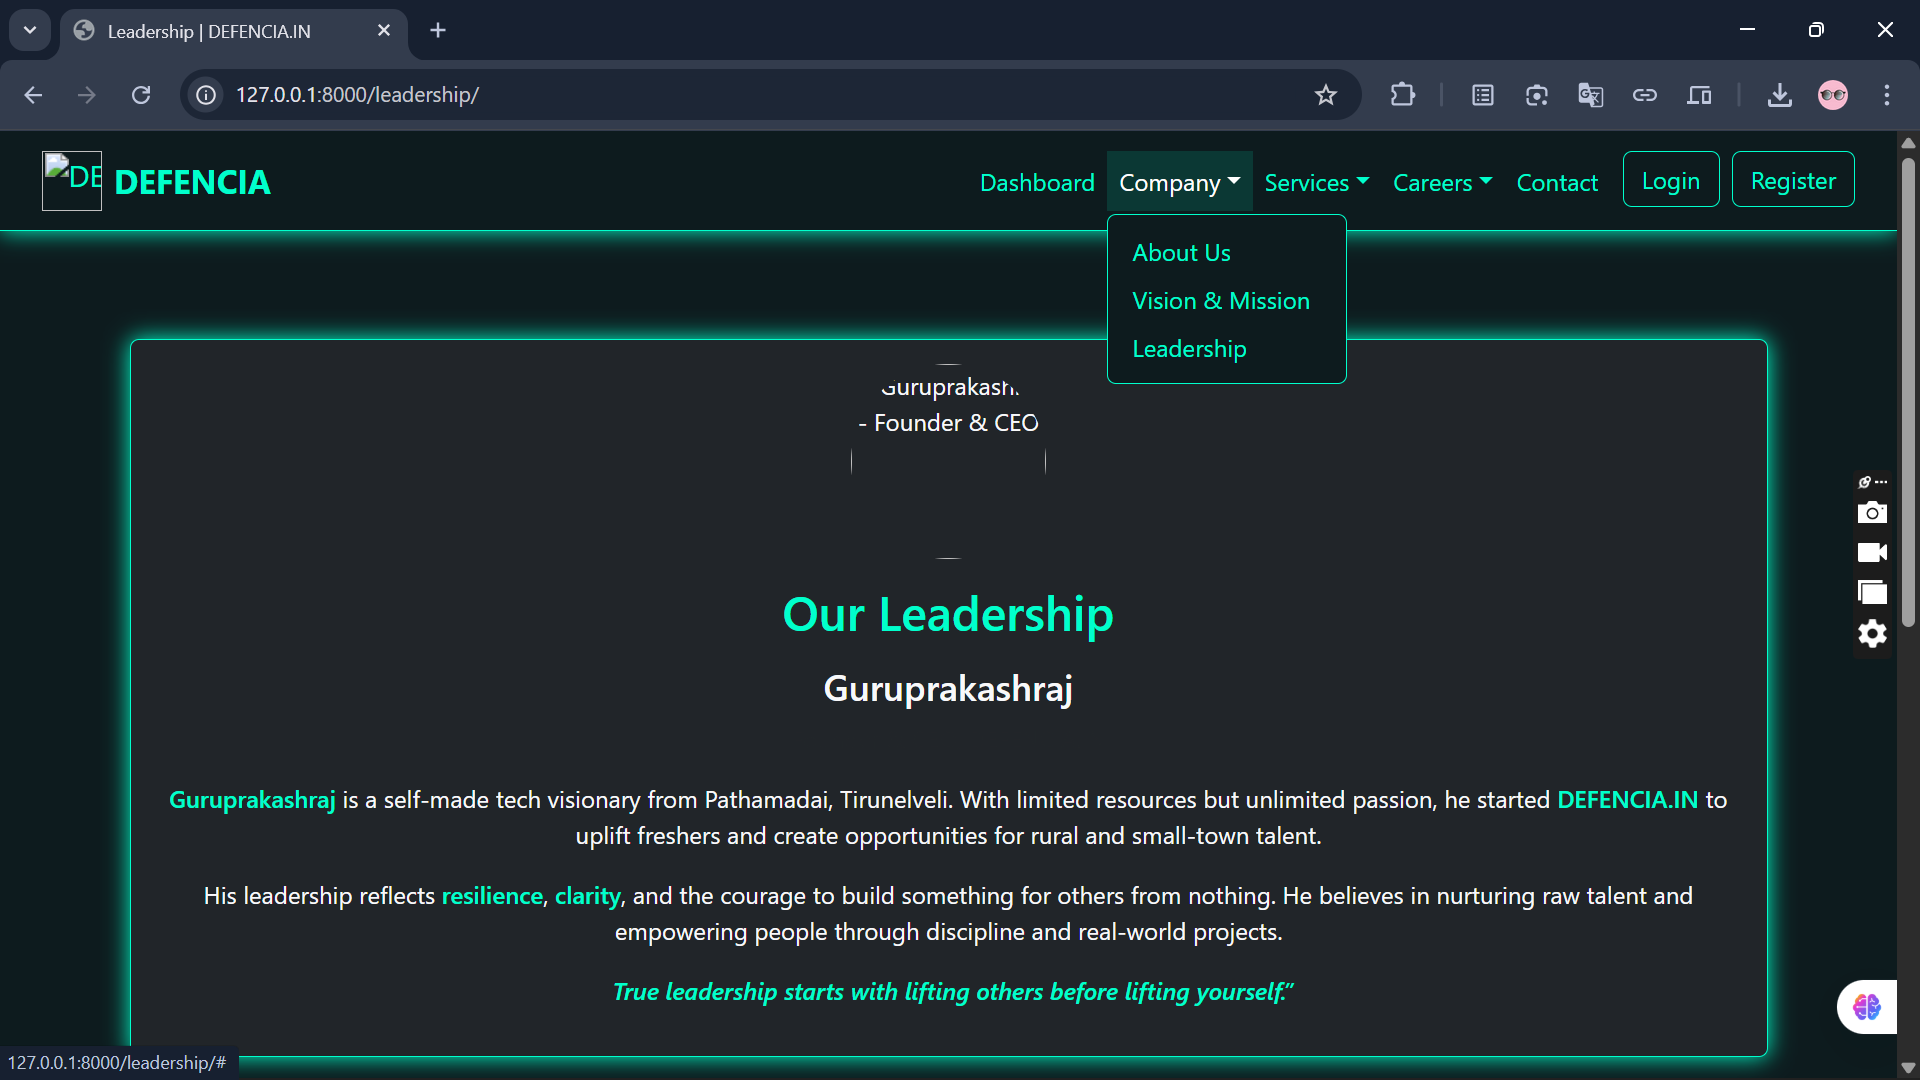 Leadership | DEFENCIA.IN
127.0.0.1:8000/leadership/
DE
DEFENCIA
Dashboard
Company
Services
Careers
Contact
Login
Register
About Us
Vision & Mission
Leadership
Guruprakashr
- Founder & CEO
Our Leadership
Guruprakashraj
Guruprakashraj is a self-made tech visionary from Pathamadai, Tirunelveli. With limited resources but unlimited passion, he started DEFENCIA.IN to
uplift freshers and create opportunities for rural and small-town talent.
His leadership reflects resilience, clarity, and the courage to build something for others from nothing. He believes in nurturing raw talent and
empowering people through discipline and real-world projects.
True leadership starts with lifting others before lifting yourself.”
127.0.0.1:8000/leadership/#